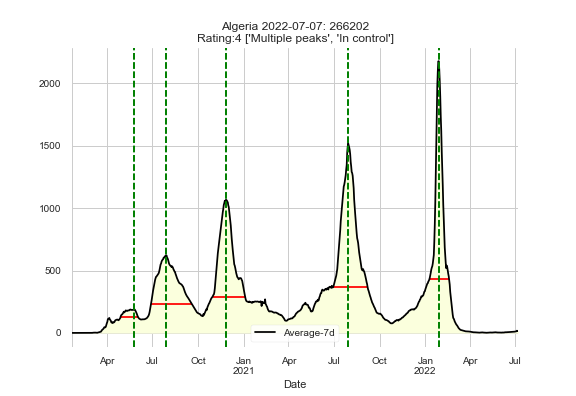 Algeria 2022-07-07: 266202
Rating:4 ['Multiple peaks', 'In control']
2000
1500
1000
500
0
Average-7d
Apr Jul Oct Jan Apr Jul Oct Jan Apr Jul
2021 2022
Date